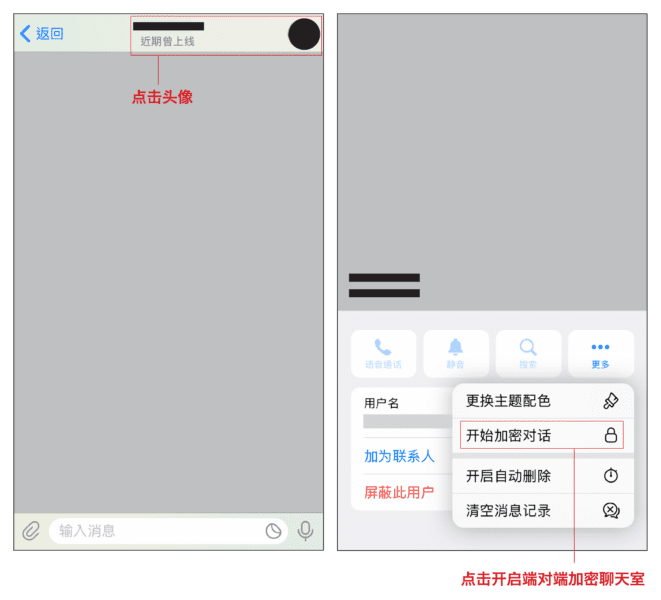 返回
近期曾上线
点击头像
输入消息
语音通话
静音
搜索
更多
用户名
加为联系人
屏蔽此用户
更换主题配色
开始加密对话
开启自动删除
清空消息记录
点击开启端对端加密聊天室